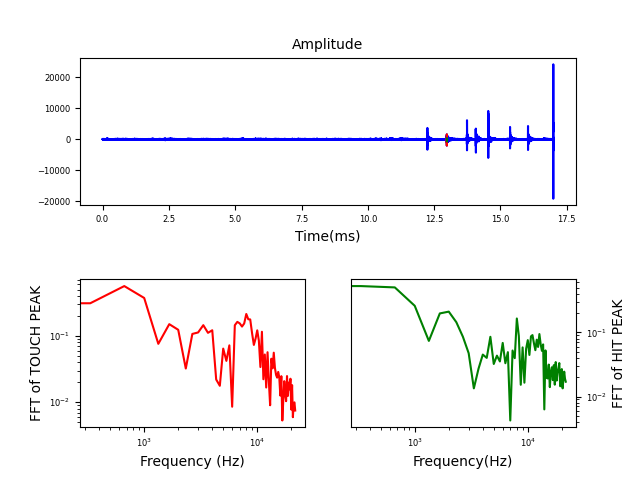 Amplitude
20000
10000
0
−10000
−20000
0.0 2.5 5.0 7.5 10.0 12.5 15.0 17.5
Time(ms)
FFT of TOUCH PEAK
10⁻¹
10⁻²
10³ 10⁴
Frequency (Hz)
10⁻¹
10⁻²
FFT of HIT PEAK
10³ 10⁴
Frequency(Hz)